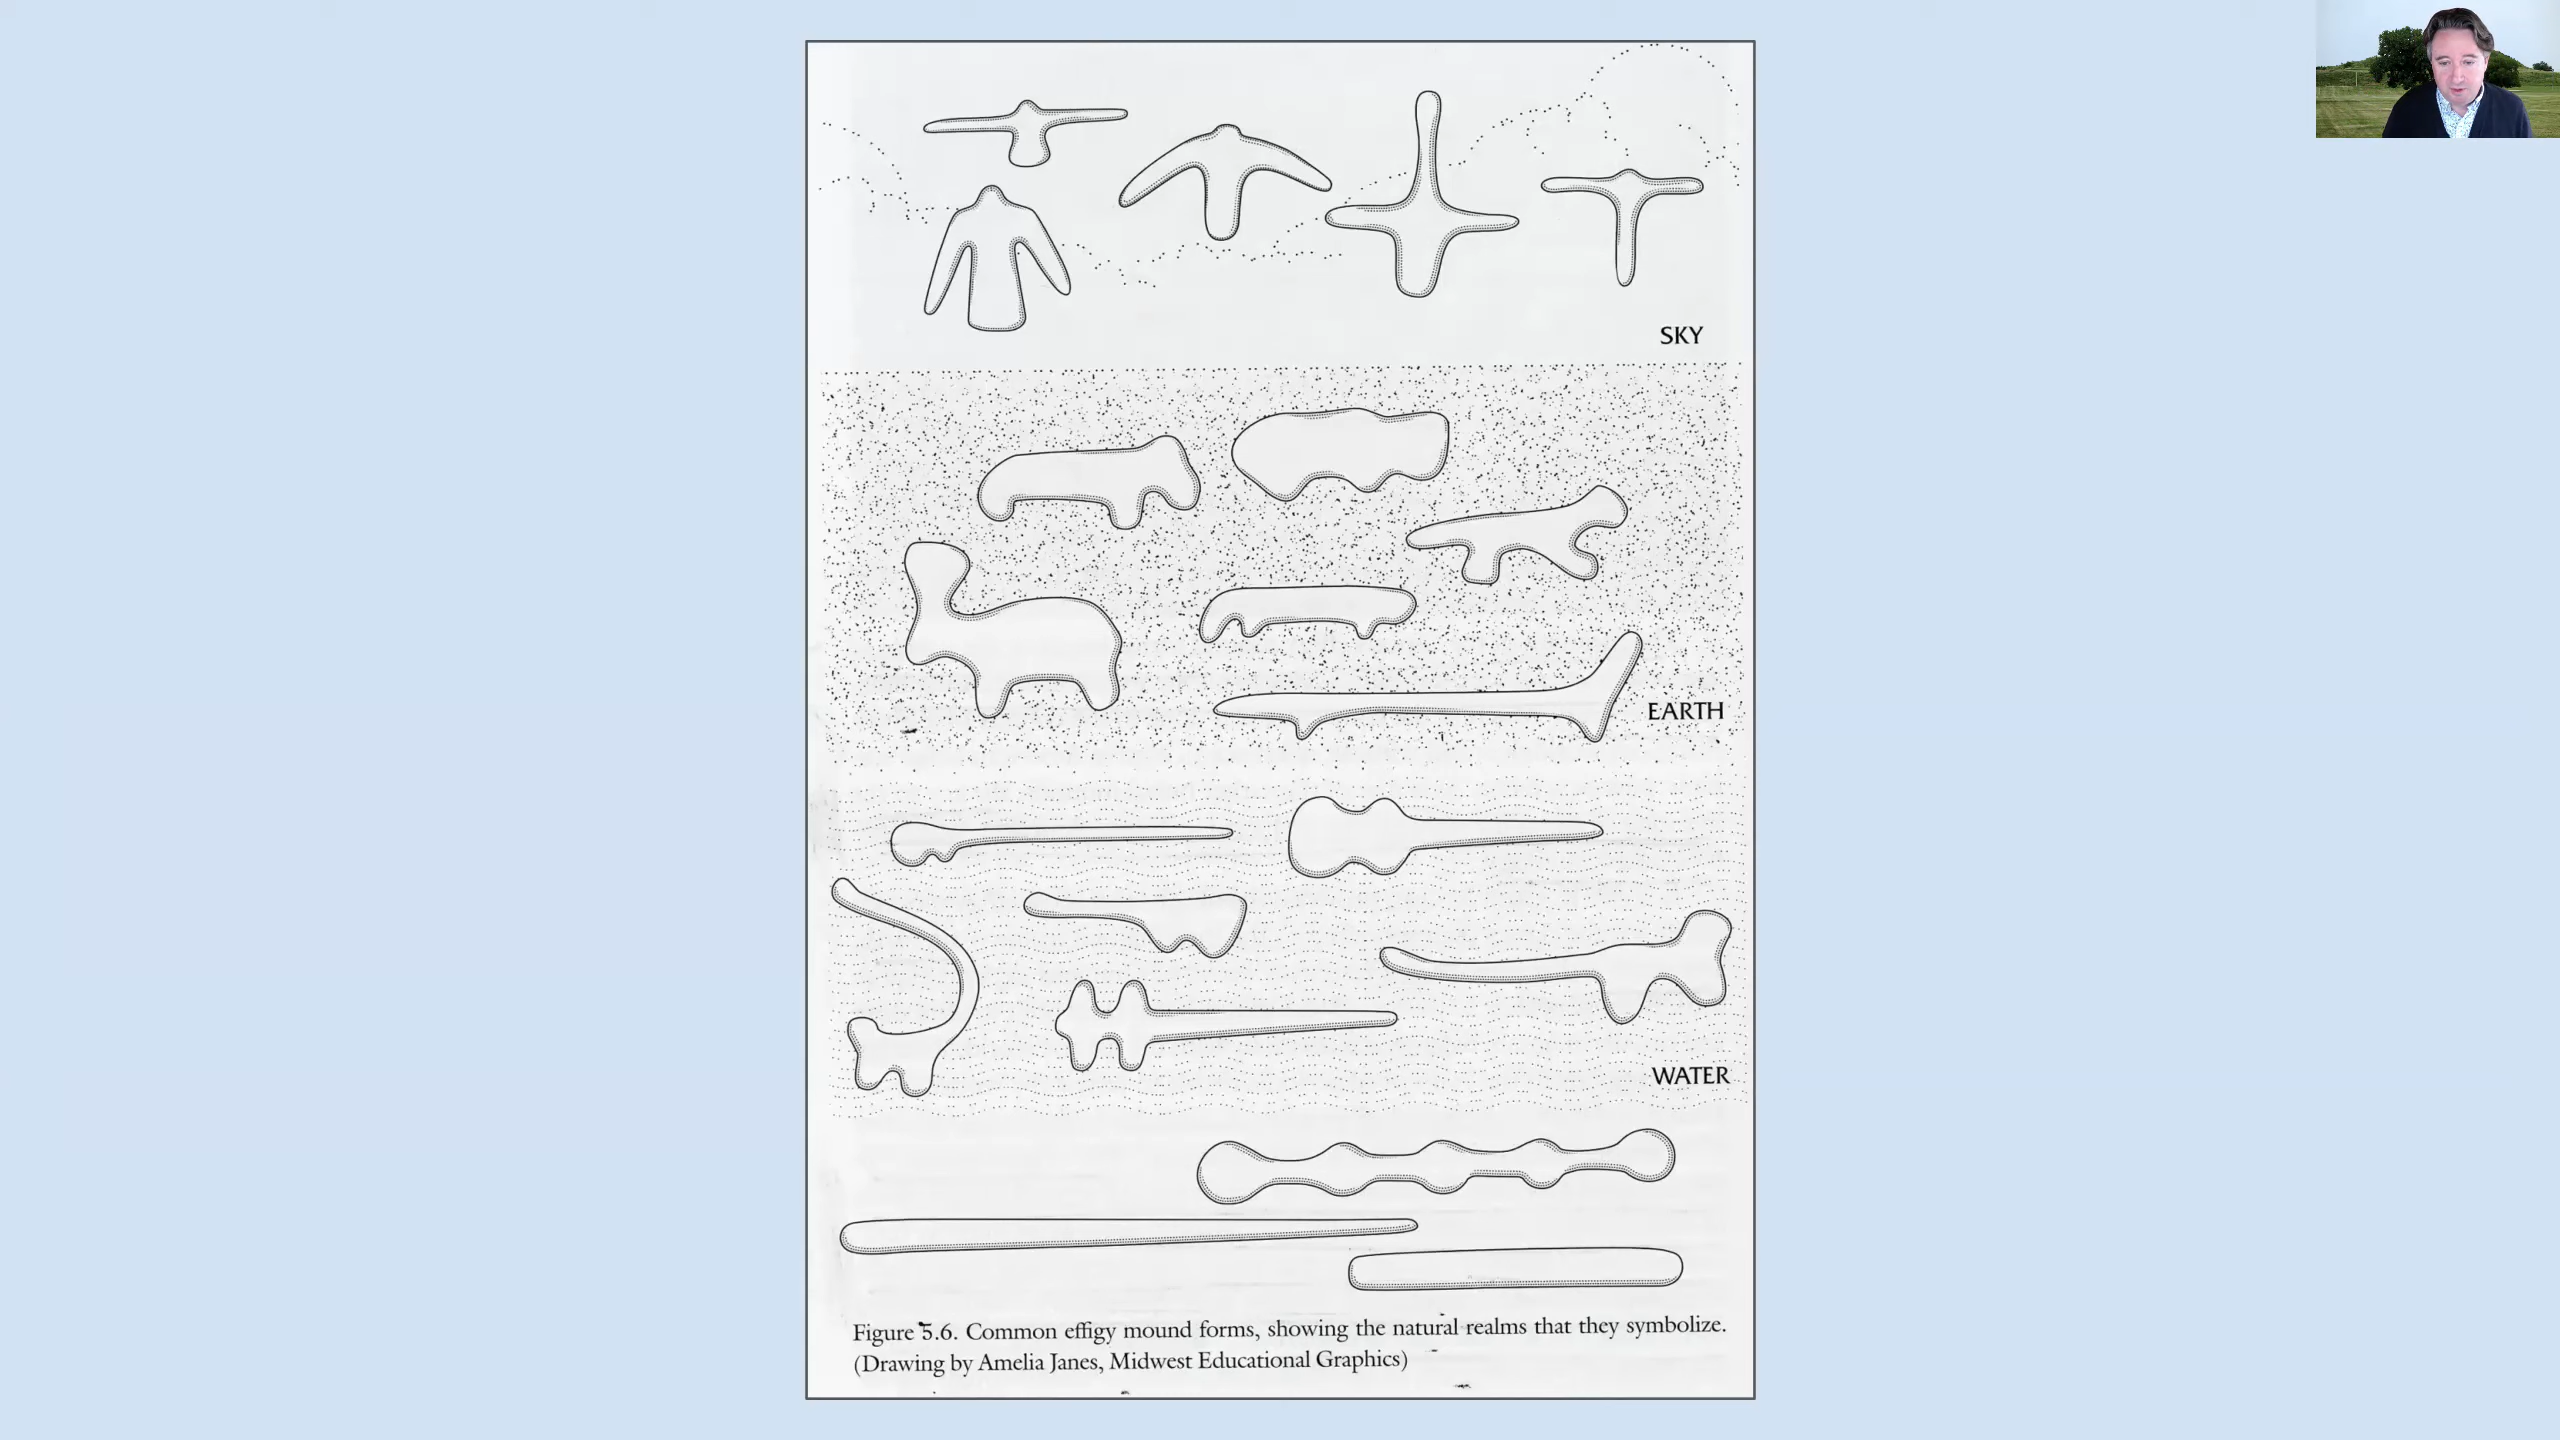 SKY
EARTH
WATER
Figure 5.6. Common effigy mound forms, showing the natural realms that they symbolize.
(Drawing by Amelia Janes, Midwest Educational Graphics)